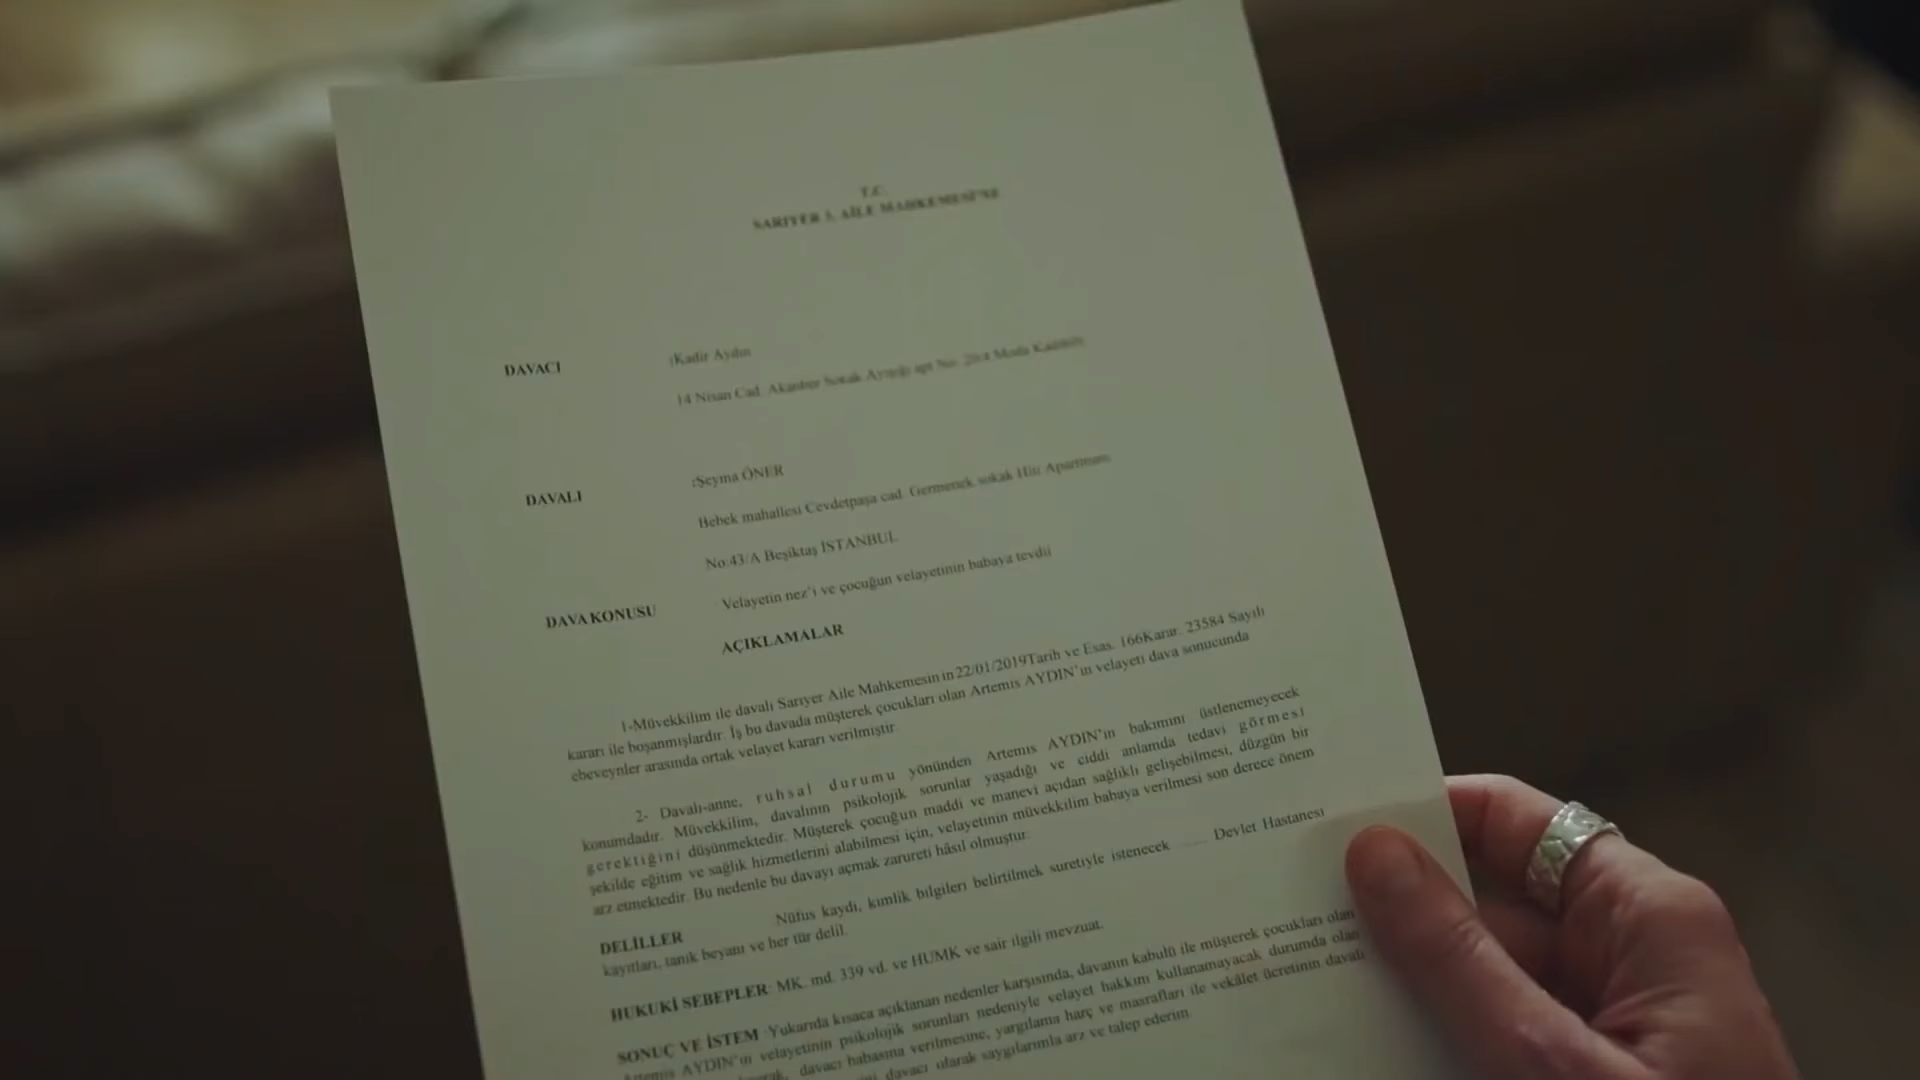 T.C.
SARIYER 3. AİLE MAHKEMESİ'NE
DAVACI :Kadir Aydın
14 Nisan Cad. Sokak apt No: Moda Kadıköy
DAVALI :Şeyma ÖNER
Bebek mahallesi Cevdetpaşa cad. Germenek sokak Apartmanı
No:43/A Beşiktaş İSTANBUL
DAVA KONUSU Velayetin nez'i ve çocuğun velayetinin babaya tevdii
AÇIKLAMALAR
1-Müvekkilim ile davalı Sarıyer Aile Mahkemesin in 22/01/2019Tarih ve Esas. 166Karar. 23584 Sayılı
kararı ile boşanmışlardır. İş bu davada müşterek çocukları olan Artemis AYDIN'ın velayeti dava sonucunda
ebeveynler arasında ortak velayet kararı verilmiştir.
2- Davalı-anne, ruhsal durumu yönünden Artemis AYDIN'ın bakımını üstlenemeyecek
konumdadır. Müvekkilim, davalının psikolojik sorunlar yaşadığı ve ciddi anlamda tedavi görmesi
gerektiğini düşünmektedir. Müşterek çocuğun maddi ve manevi açıdan sağlıklı gelişebilmesi, düzgün bir
şekilde eğitim ve sağlık hizmetlerini alabilmesi için, velayetinin müvekkilim babaya verilmesi son derece önem
arz etmektedir. Bu nedenle bu davayı açmak zarureti hâsıl olmuştur.
DELİLLER Nüfus kaydı, kimlik bilgileri belirtilmek suretiyle istenecek ...... Devlet Hastanesi
kayıtları, tanık beyanı ve her tür delil.
HUKUKİ SEBEPLER: MK. md. 339 vd. ve HUMK ve sair ilgili mevzuat.
SONUÇ VE İSTEM Yukarıda kısaca açıklanan nedenler karşısında, davanın kabulü ile müşterek çocukları olan
Artemis AYDIN'ın velayetinin psikolojik sorunları nedeniyle velayet hakkını kullanamayacak durumda olan
davacı babasına verilmesine, yargılama harç ve masrafları ile vekâlet ücretinin davalı
davacı olarak saygılarımla arz ve talep ederim.